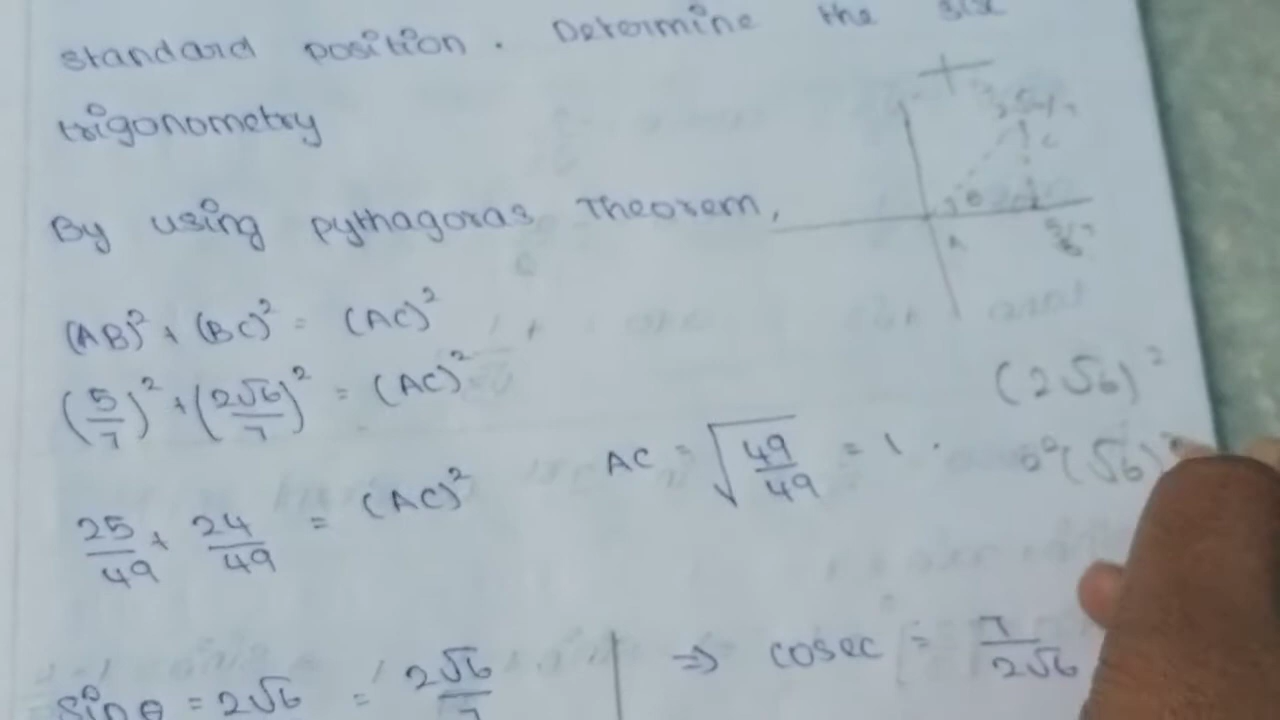 standard position. Determine the six
trigonometry
By using pythagoras Theorem,
(AB)² + (BC)² = (AC)²
(5/7)² + (2√6/7)² = (AC)²
(2√6)²
AC = √(49/49) = 1.
(√6)
25/49 + 24/49 = (AC)²
sinθ = 2√6 = 2√6/7
⇒ cosec = 7/2√6
A
C
θ